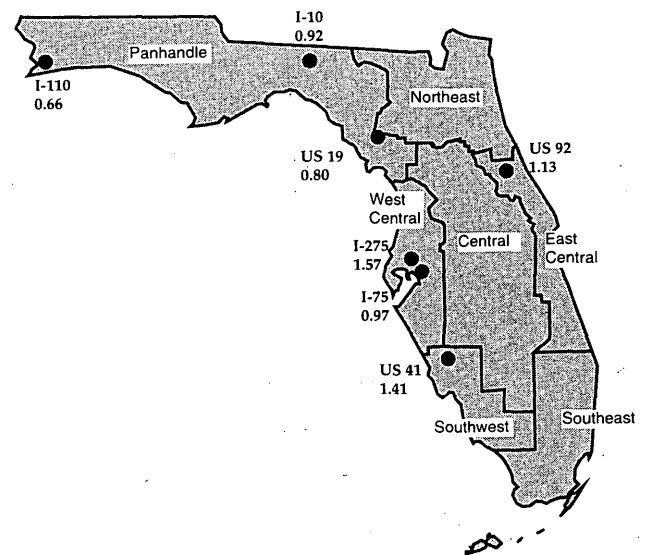 I-10
0.92
Panhandle
I-110
0.66
Northeast
US 19
0.80
US 92
1.13
West
Central
I-275
1.57
Central
East
Central
I-75
0.97
US 41
1.41
Southwest
Southeast